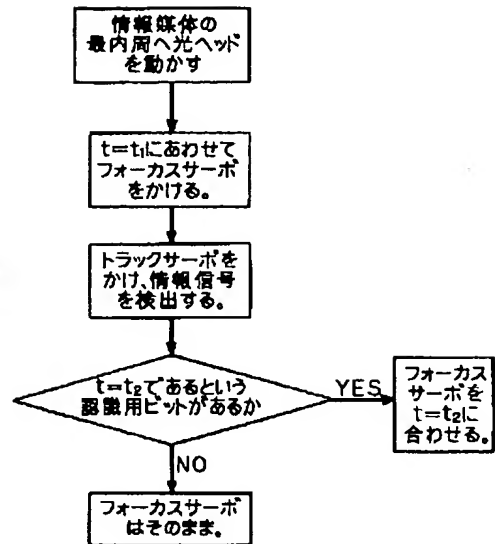 情報媒体の
最内周へ光ヘッド
を動かす
t=t₁にあわせて
フォーカスサーボ
をかける。
トラックサーボを
かけ、情報信号
を検出する。
t=t₂であるという
認識用ピットがあるか
YES
フォーカス
サーボを
t=t₂に
合わせる。
NO
フォーカスサーボ
はそのまま。